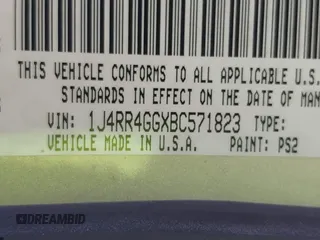 THIS VEHICLE CONFORMS TO ALL APPLICABLE U.S.
STANDARDS IN EFFECT ON THE DATE OF MAN
VIN: 1J4RR4GGXBC571823 TYPE:
VEHICLE MADE IN U.S.A. PAINT: PS2
DREAMBID